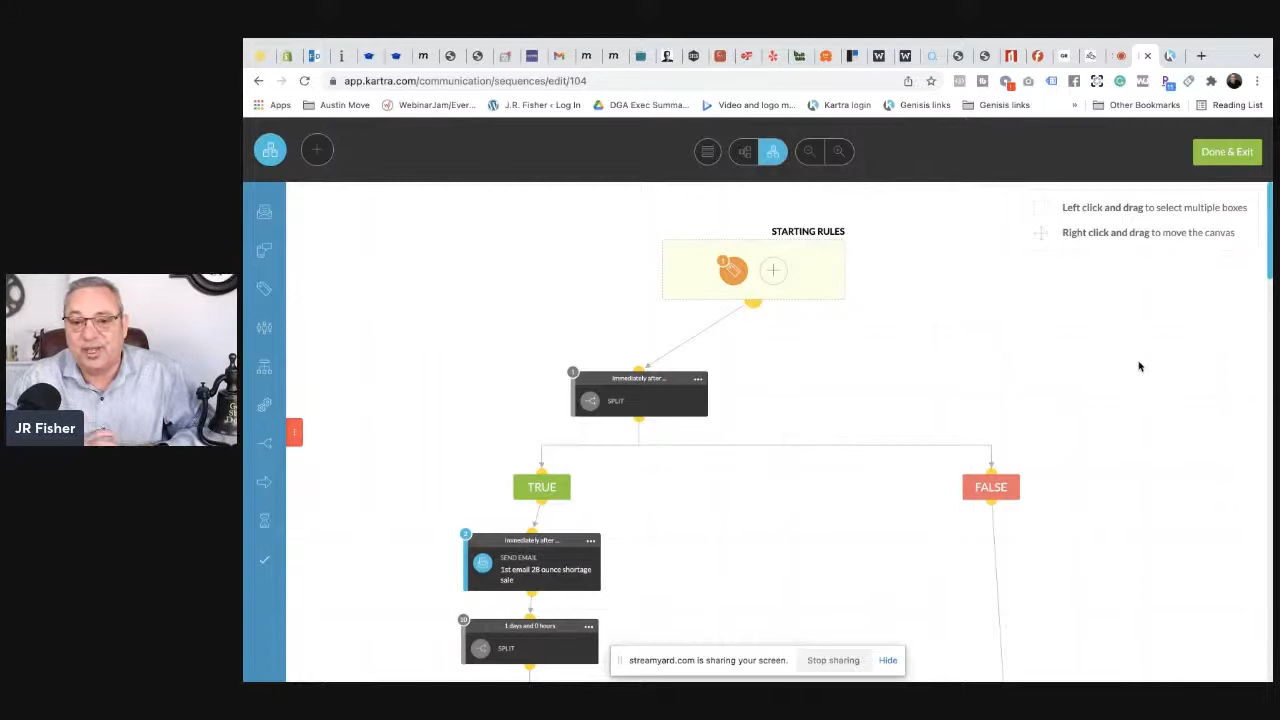 app.kartra.com/communication/sequences/edit/104
Apps
Austin Move
WebinarJam/Ever...
J.R. Fisher ‹ Log In
DGA Exec Summa...
Video and logo m...
Kartra login
Genisis links
Genisis links
»
Other Bookmarks
Reading List
Done & Exit
Left click and drag to select multiple boxes
Right click and drag to move the canvas
STARTING RULES
1
1
Immediately after ...
SPLIT
TRUE
FALSE
Immediately after ...
SEND EMAIL
1st email 28 ounce shortage
sale
10
1 days and 0 hours
SPLIT
streamyard.com is sharing your screen.
Stop sharing
Hide
JR Fisher